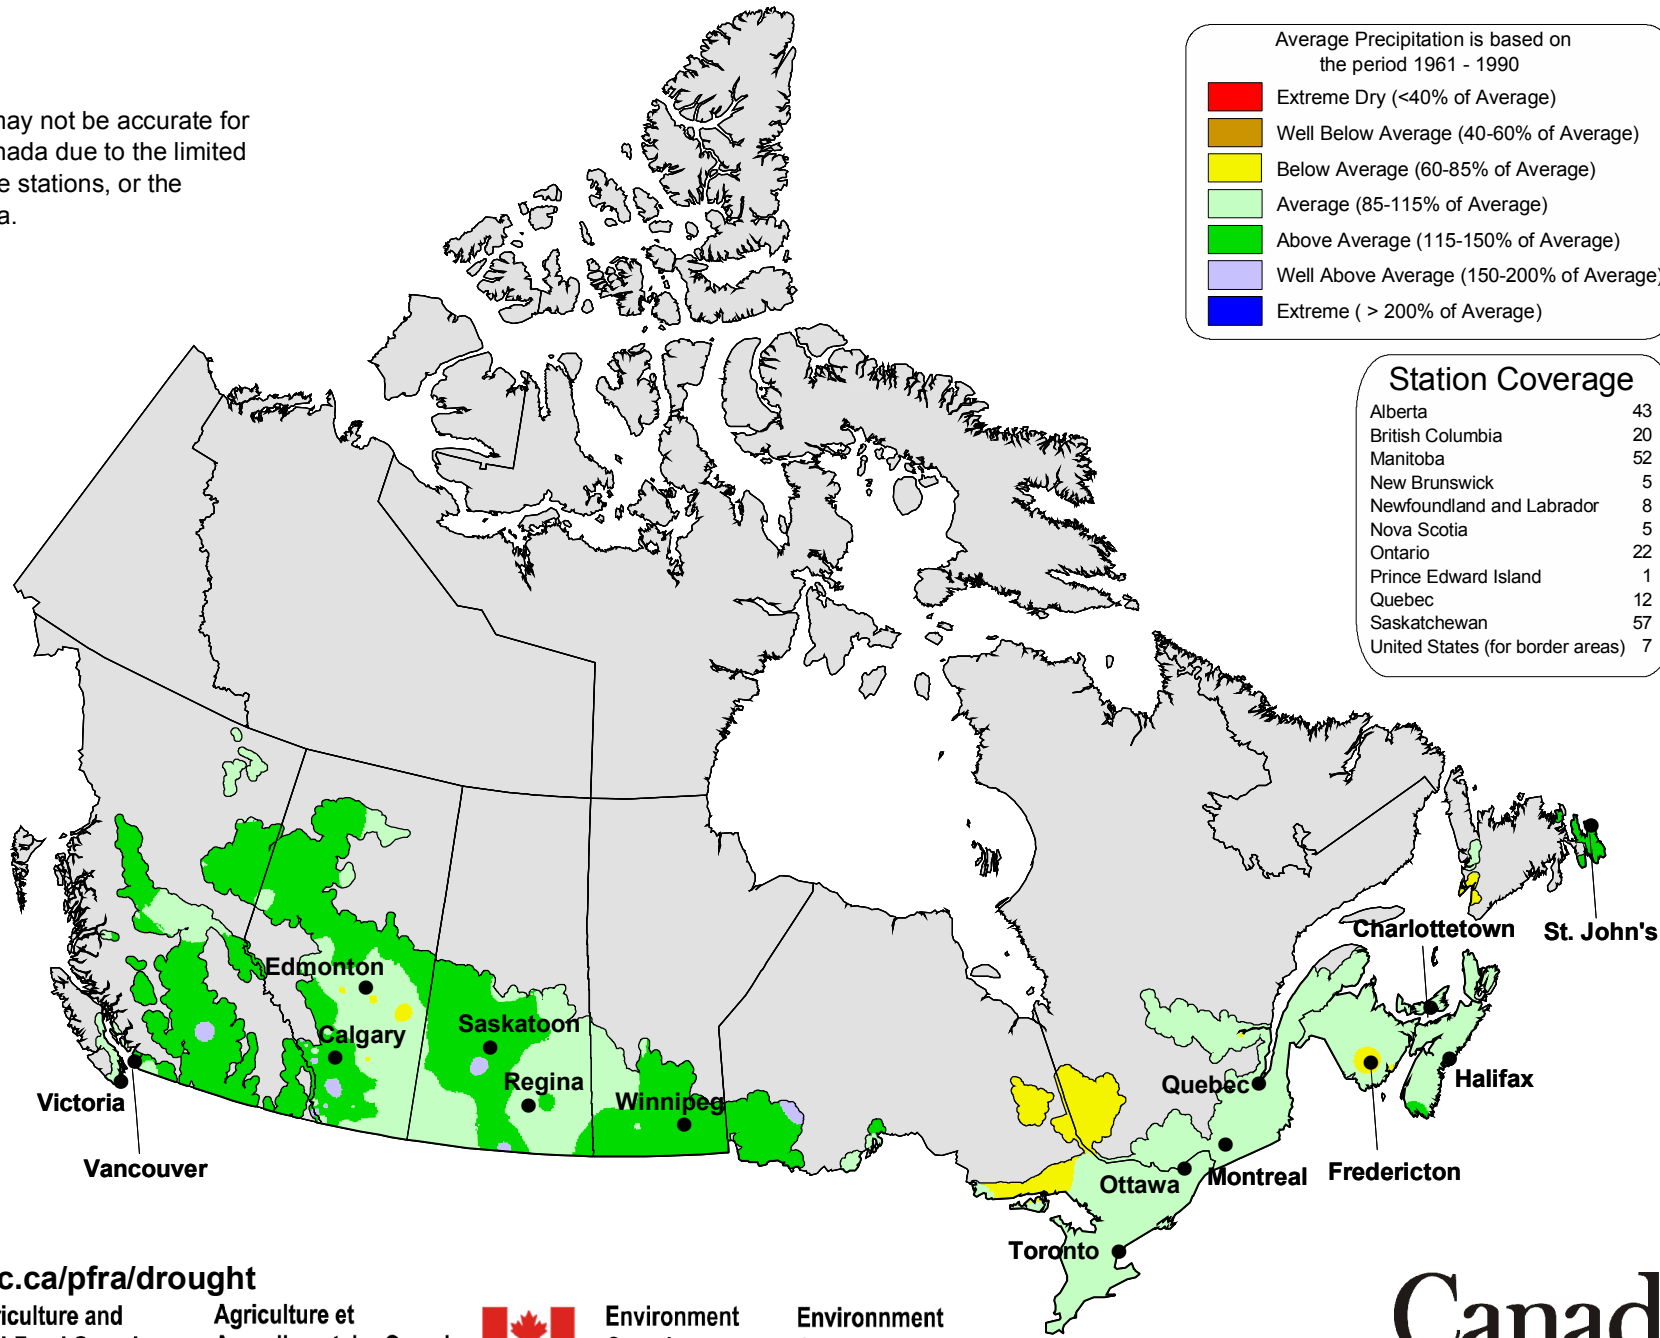 may not be accurate for
nada due to the limited
e stations, or the
a.
Average Precipitation is based on
the period 1961 - 1990
Extreme Dry (<40% of Average)
Well Below Average (40-60% of Average)
Below Average (60-85% of Average)
Average (85-115% of Average)
Above Average (115-150% of Average)
Well Above Average (150-200% of Average)
Extreme ( > 200% of Average)
Station Coverage
Alberta 43
British Columbia 20
Manitoba 52
New Brunswick 5
Newfoundland and Labrador 8
Nova Scotia 5
Ontario 22
Prince Edward Island 1
Quebec 12
Saskatchewan 57
United States (for border areas) 7
Charlottetown
St. John's
Edmonton
Calgary
Saskatoon
Regina
Winnipeg
Victoria
Vancouver
Quebec
Halifax
Fredericton
Montreal
Ottawa
Toronto
c.ca/pfra/drought
riculture and
Agriculture et
Environment
Environnment
Canad